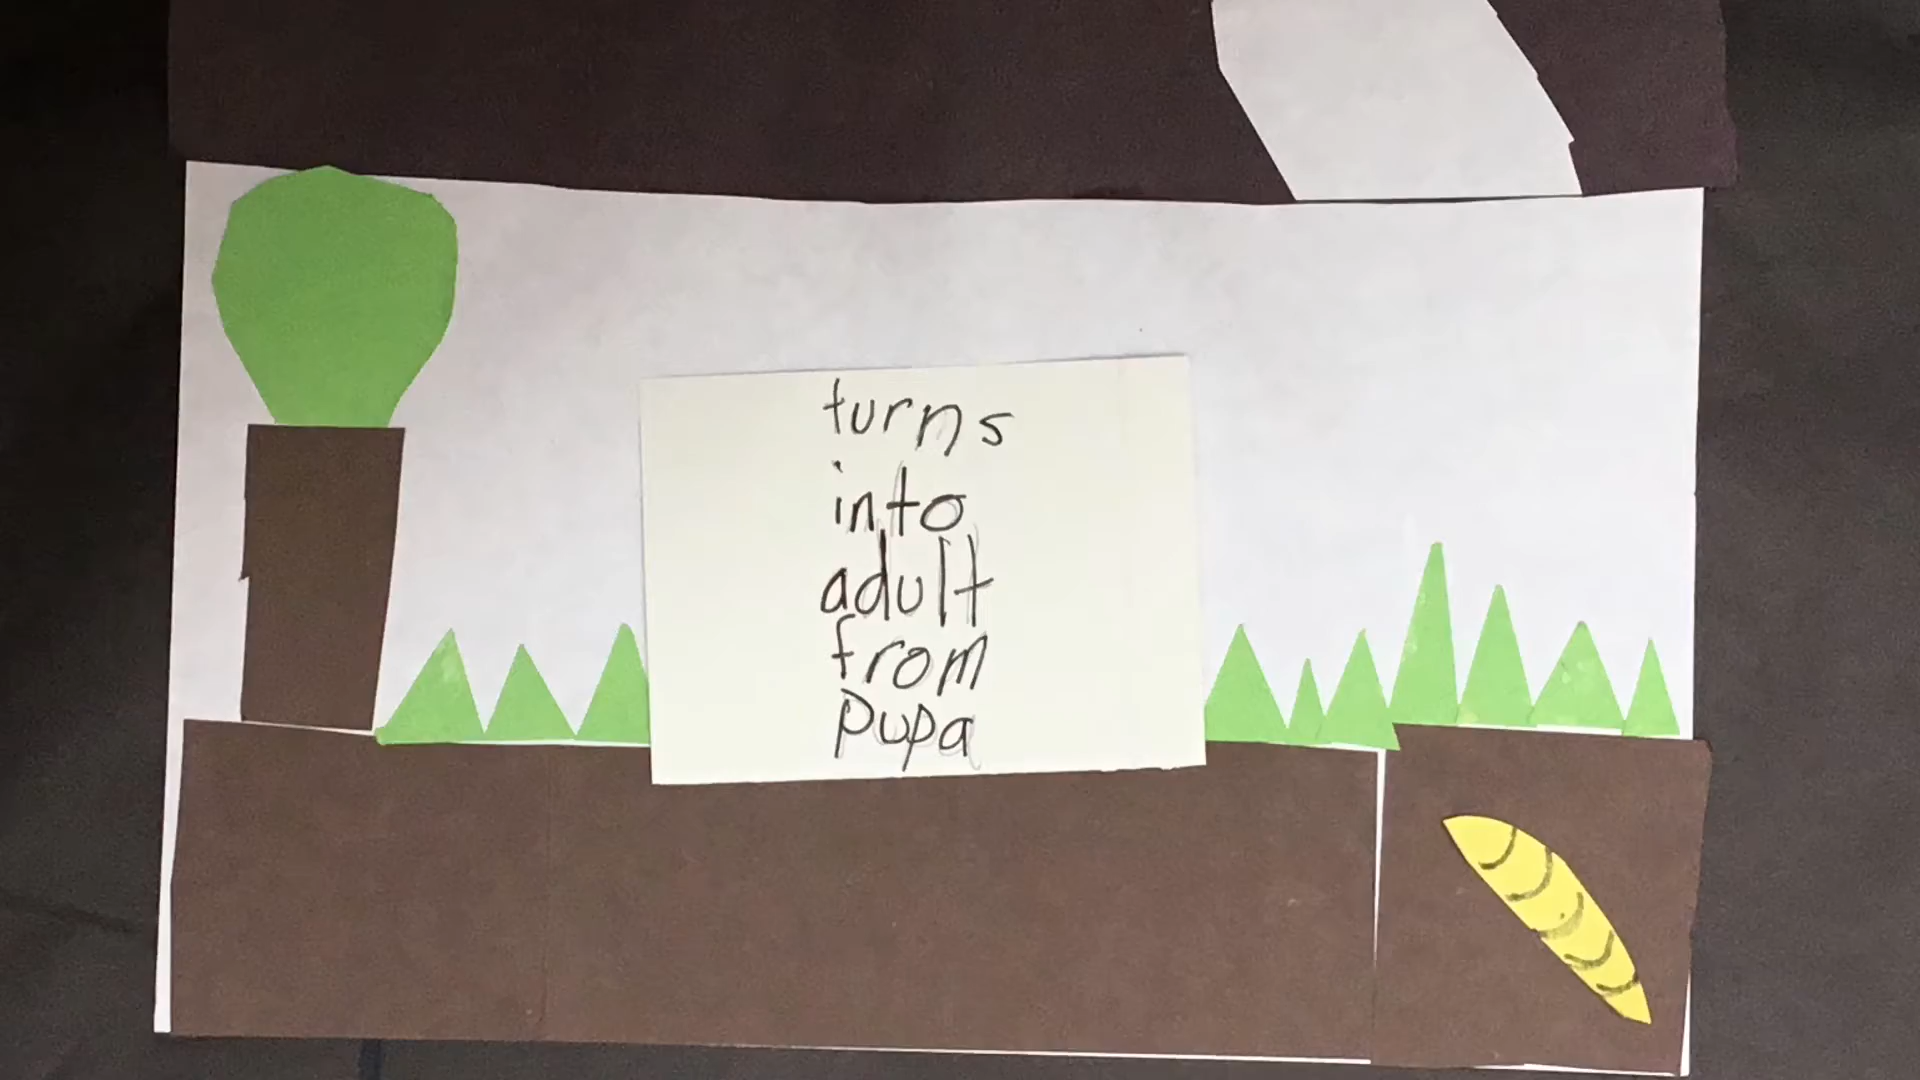 turns
into
adult
from
pupa